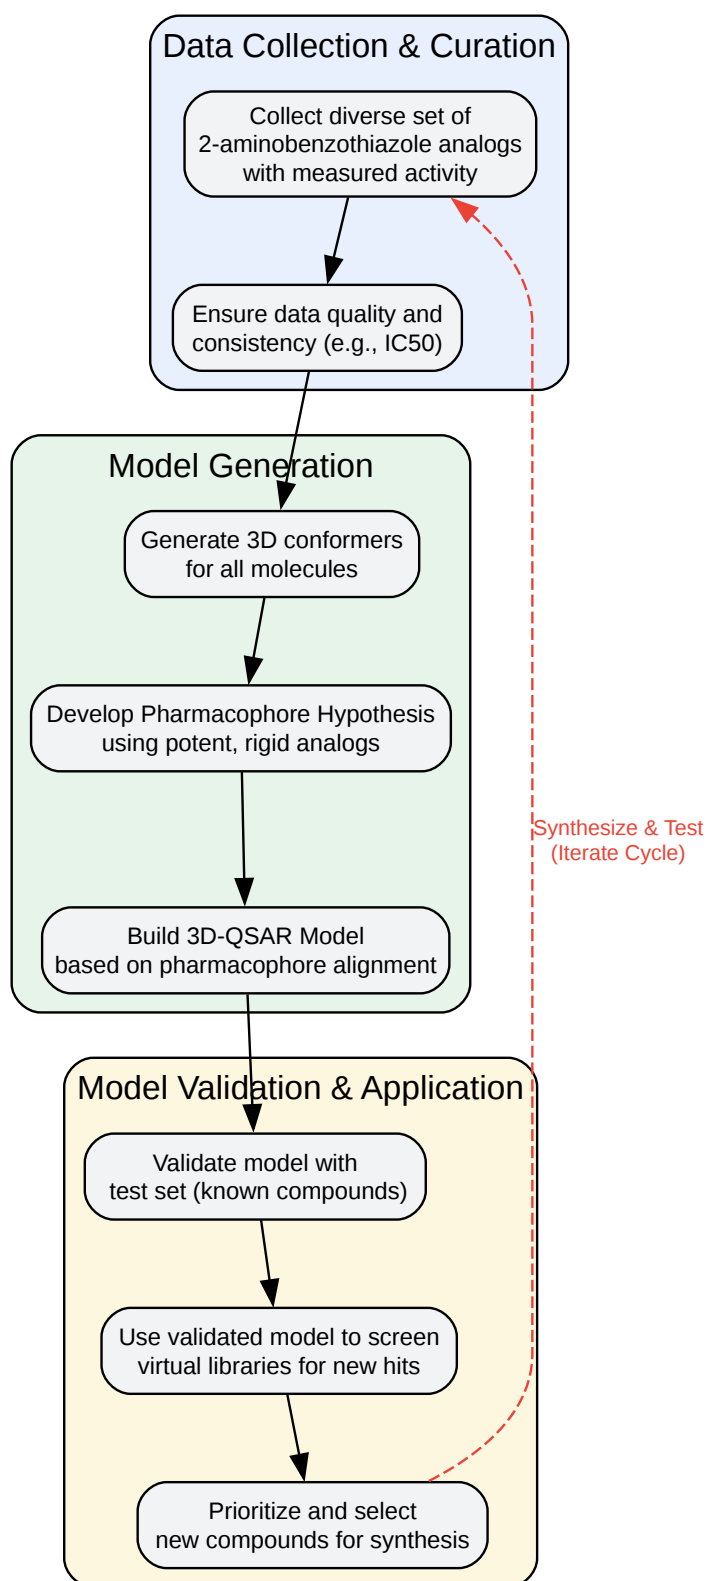 Data Collection & Curation
Collect diverse set of
2-aminobenzothiazole analogs
with measured activity
Ensure data quality and
consistency (e.g., IC50)
Model Generation
Generate 3D conformers
for all molecules
Develop Pharmacophore Hypothesis
using potent, rigid analogs
Synthesize & Test
(Iterate Cycle)
Build 3D-QSAR Model
based on pharmacophore alignment
Model Validation & Application
Validate model with
test set (known compounds)
Use validated model to screen
virtual libraries for new hits
Prioritize and select
new compounds for synthesis